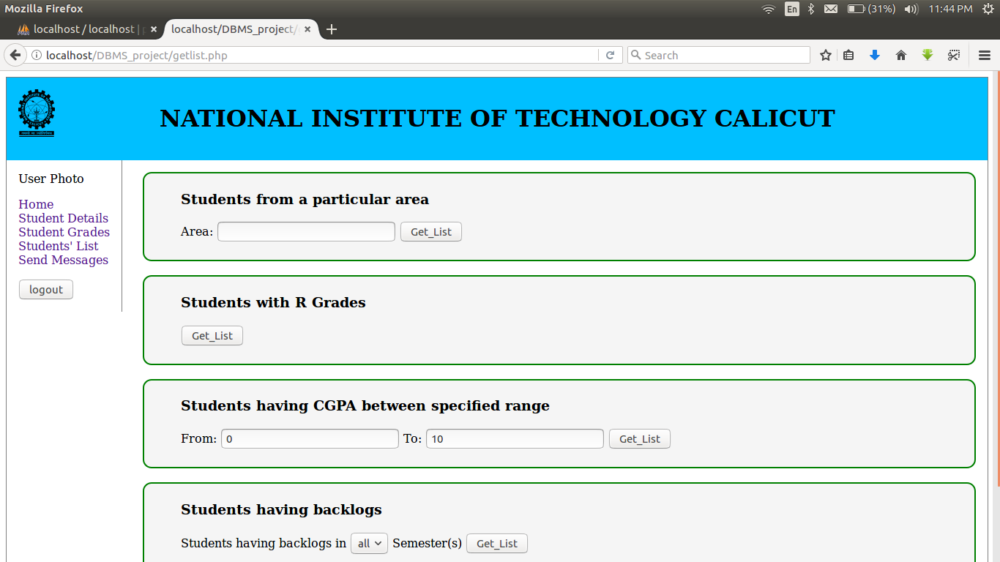 Mozilla Firefox
En
(31%)
11:44 PM
localhost / localhost |
localhost/DBMS_project/
localhost/DBMS_project/getlist.php
Search
NATIONAL INSTITUTE OF TECHNOLOGY CALICUT
User Photo
Home
Student Details
Student Grades
Students' List
Send Messages
logout
Students from a particular area
Area:
Get_List
Students with R Grades
Get_List
Students having CGPA between specified range
From: 0 To: 10 Get_List
Students having backlogs
Students having backlogs in all Semester(s) Get_List